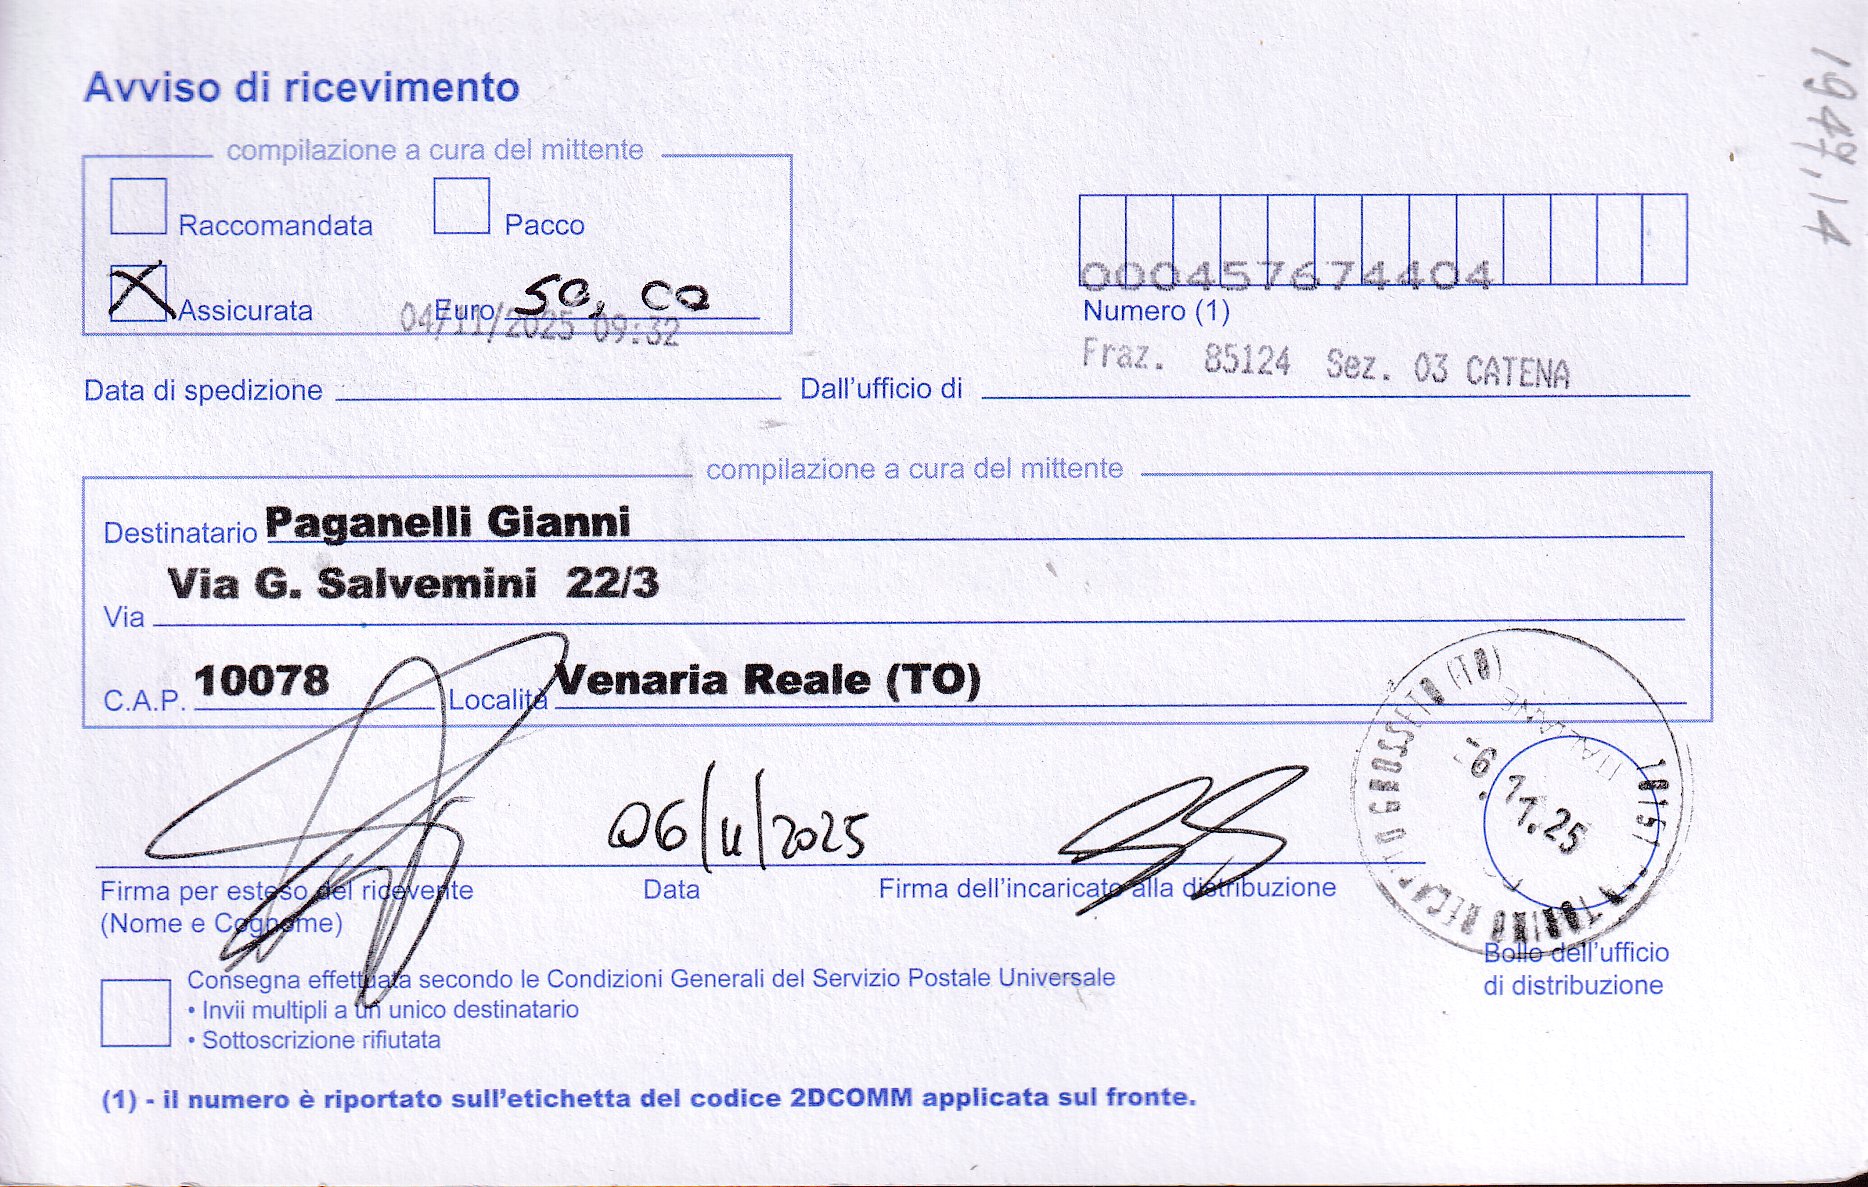 Avviso di ricevimento
compilazione a cura del mittente
Raccomandata Pacco
X Assicurata Euro 50,00
04/11/2025 09:32
000457674404
Numero (1)
Fraz. 85124 Sez. 03 CATENA
Data di spedizione Dall'ufficio di
1947,14
compilazione a cura del mittente
Destinatario Paganelli Gianni
Via G. Salvemini 22/3
Via
C.A.P. 10078 Località Venaria Reale (TO)
06/11/2025
Firma per esteso del ricevente Data Firma dell'incaricato alla distribuzione
(Nome e Cognome)
-6.11.25
Bollo dell'ufficio
di distribuzione
Consegna effettuata secondo le Condizioni Generali del Servizio Postale Universale
• Invii multipli a un unico destinatario
• Sottoscrizione rifiutata
(1) - il numero è riportato sull'etichetta del codice 2DCOMM applicata sul fronte.